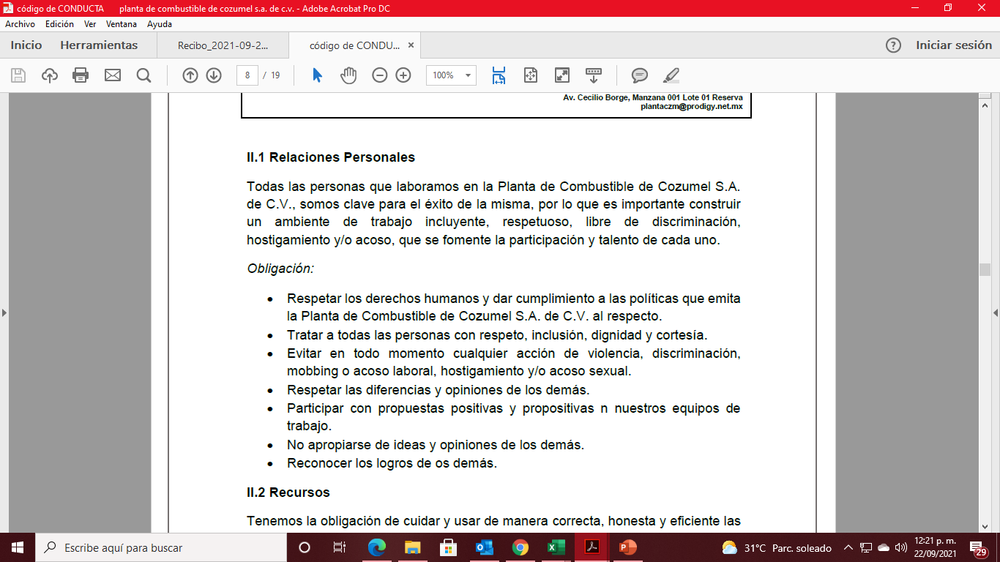 código de CONDUCTA planta de combustible de cozumel s.a. de c.v. - Adobe Acrobat Pro DC
Archivo Edición Ver Ventana Ayuda
Inicio Herramientas Recibo_2021-09-2... código de CONDU... × ? Iniciar sesión
8 / 19 100%
Av. Cecilio Borge, Manzana 001 Lote 01 Reserva
plantaczm@prodigy.net.mx
II.1 Relaciones Personales
Todas las personas que laboramos en la Planta de Combustible de Cozumel S.A.
de C.V., somos clave para el éxito de la misma, por lo que es importante construir
un ambiente de trabajo incluyente, respetuoso, libre de discriminación,
hostigamiento y/o acoso, que se fomente la participación y talento de cada uno.
Obligación:
• Respetar los derechos humanos y dar cumplimiento a las políticas que emita
la Planta de Combustible de Cozumel S.A. de C.V. al respecto.
• Tratar a todas las personas con respeto, inclusión, dignidad y cortesía.
• Evitar en todo momento cualquier acción de violencia, discriminación,
mobbing o acoso laboral, hostigamiento y/o acoso sexual.
• Respetar las diferencias y opiniones de los demás.
• Participar con propuestas positivas y propositivas n nuestros equipos de
trabajo.
• No apropiarse de ideas y opiniones de los demás.
• Reconocer los logros de os demás.
II.2 Recursos
Tenemos la obligación de cuidar y usar de manera correcta, honesta y eficiente las
Escribe aquí para buscar 31°C Parc. soleado 12:21 p. m.
22/09/2021 29